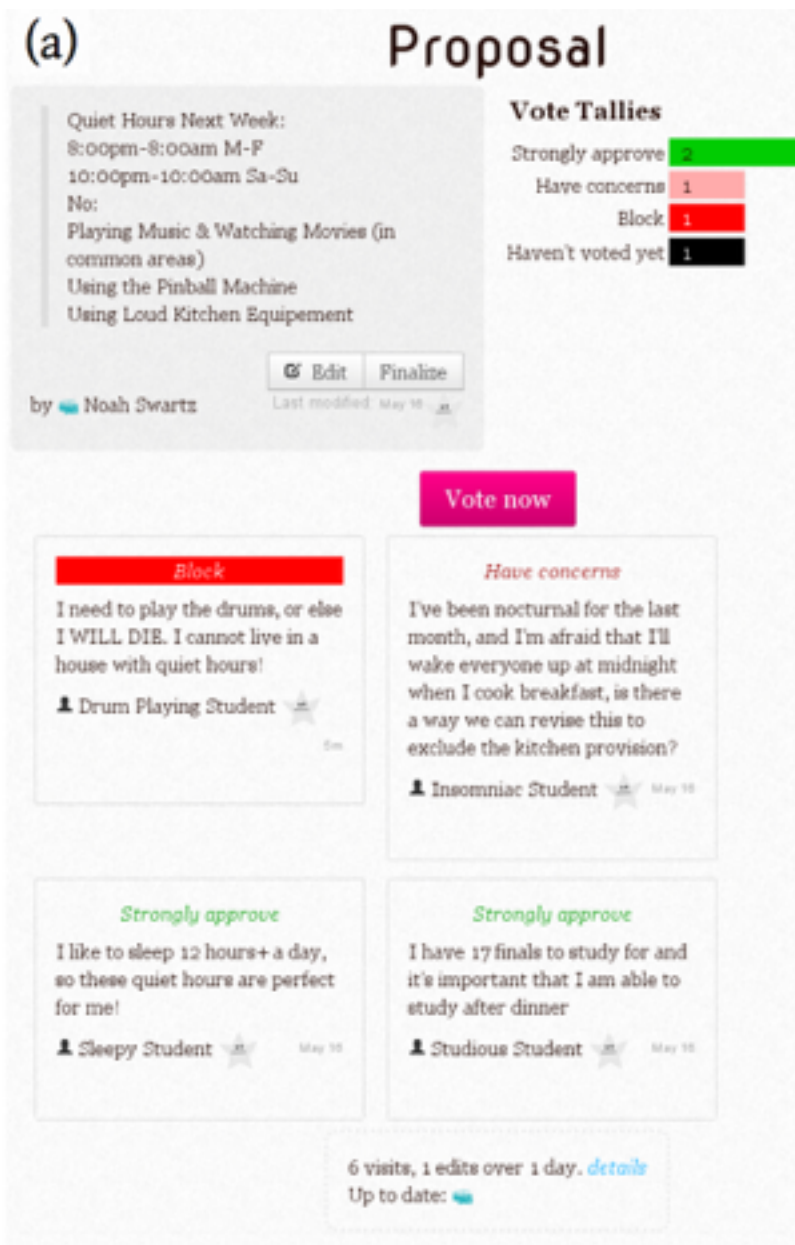 (a)
Proposal
Quiet Hours Next Week:
8:00pm-8:00am M-F
10:00pm-10:00am Sa-Su
No:
Playing Music & Watching Movies (in
common areas)
Using the Pinball Machine
Using Loud Kitchen Equipement
Edit Finalize
by Noah Swartz
Last modified: May 16
Vote Tallies
Strongly approve 2
Have concerns 1
Block 1
Haven't voted yet 1
Vote now
Block
I need to play the drums, or else
I WILL DIE. I cannot live in a
house with quiet hours!
Drum Playing Student
5m
Have concerns
I've been nocturnal for the last
month, and I'm afraid that I'll
wake everyone up at midnight
when I cook breakfast, is there
a way we can revise this to
exclude the kitchen provision?
Insomniac Student May 16
Strongly approve
I like to sleep 12 hours+ a day,
so these quiet hours are perfect
for me!
Sleepy Student May 16
Strongly approve
I have 17 finals to study for and
it's important that I am able to
study after dinner
Studious Student May 16
6 visits, 1 edits over 1 day. details
Up to date: